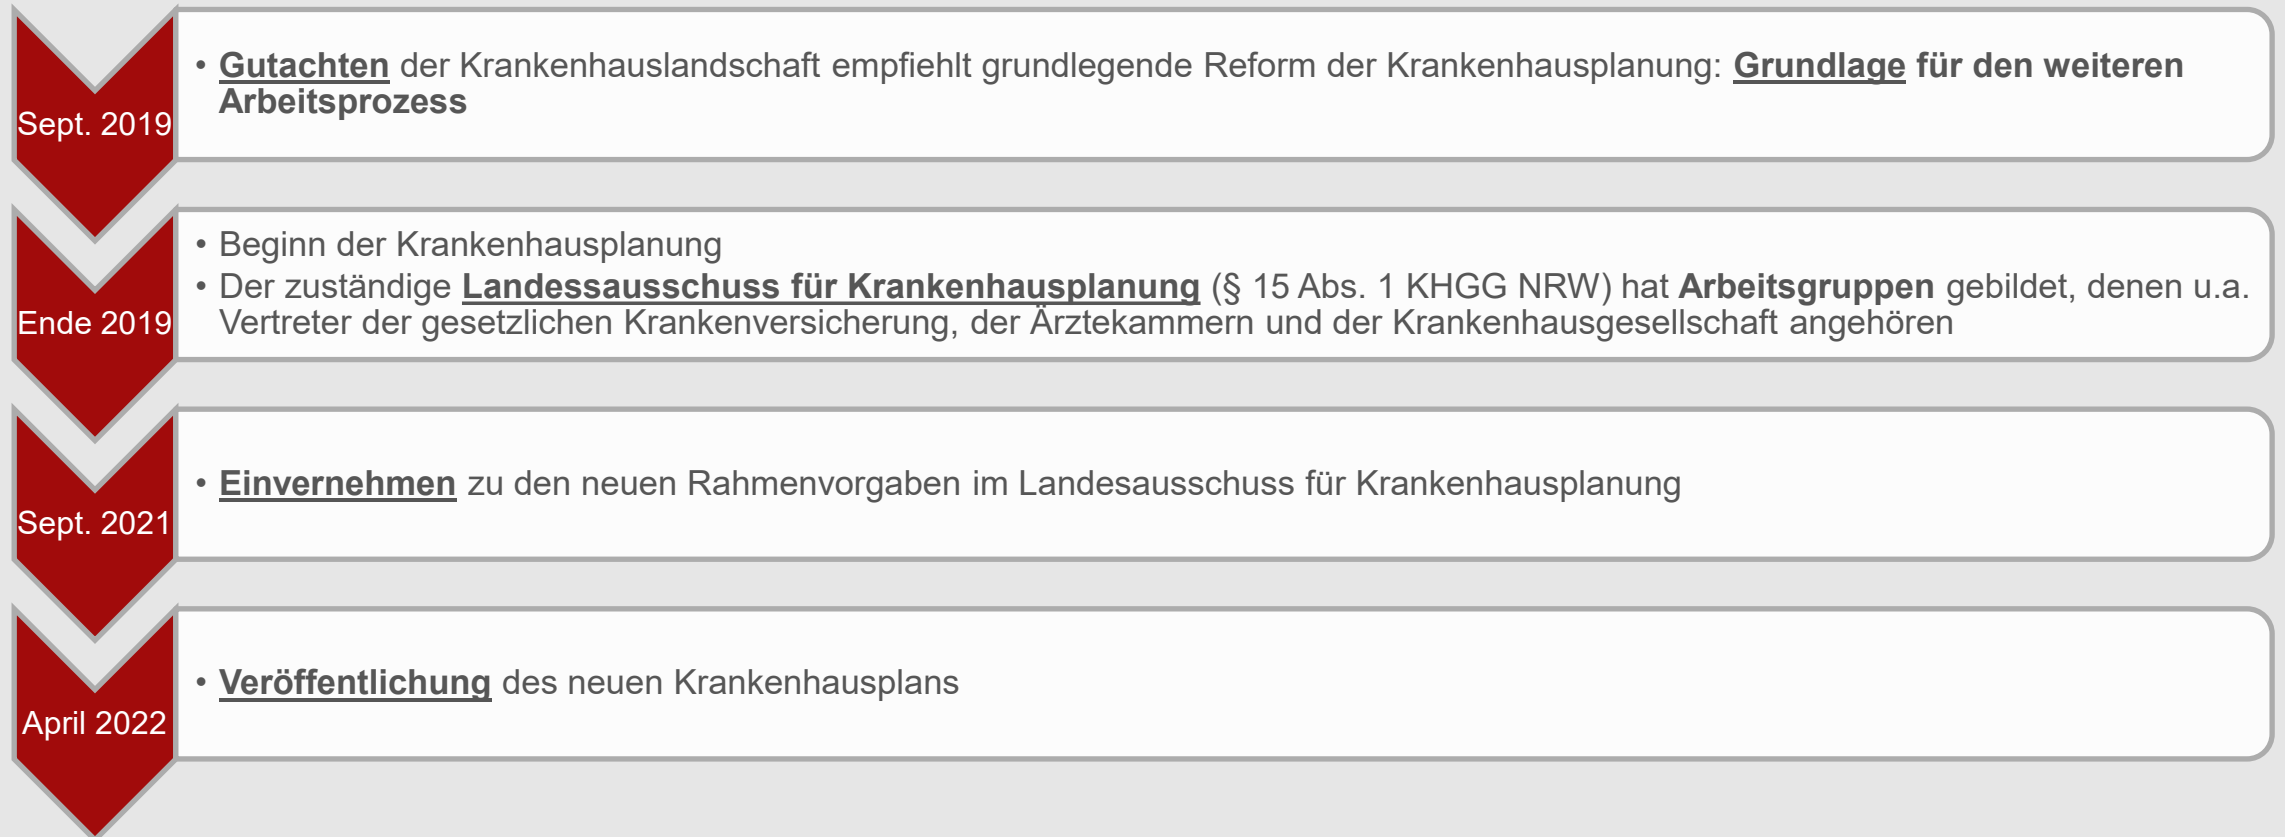 Sept. 2019
• Gutachten der Krankenhauslandschaft empfiehlt grundlegende Reform der Krankenhausplanung: Grundlage für den weiteren
Arbeitsprozess
Ende 2019
• Beginn der Krankenhausplanung
• Der zuständige Landessausschuss für Krankenhausplanung (§ 15 Abs. 1 KHGG NRW) hat Arbeitsgruppen gebildet, denen u.a.
Vertreter der gesetzlichen Krankenversicherung, der Ärztekammern und der Krankenhausgesellschaft angehören
Sept. 2021
• Einvernehmen zu den neuen Rahmenvorgaben im Landesausschuss für Krankenhausplanung
April 2022
• Veröffentlichung des neuen Krankenhausplans